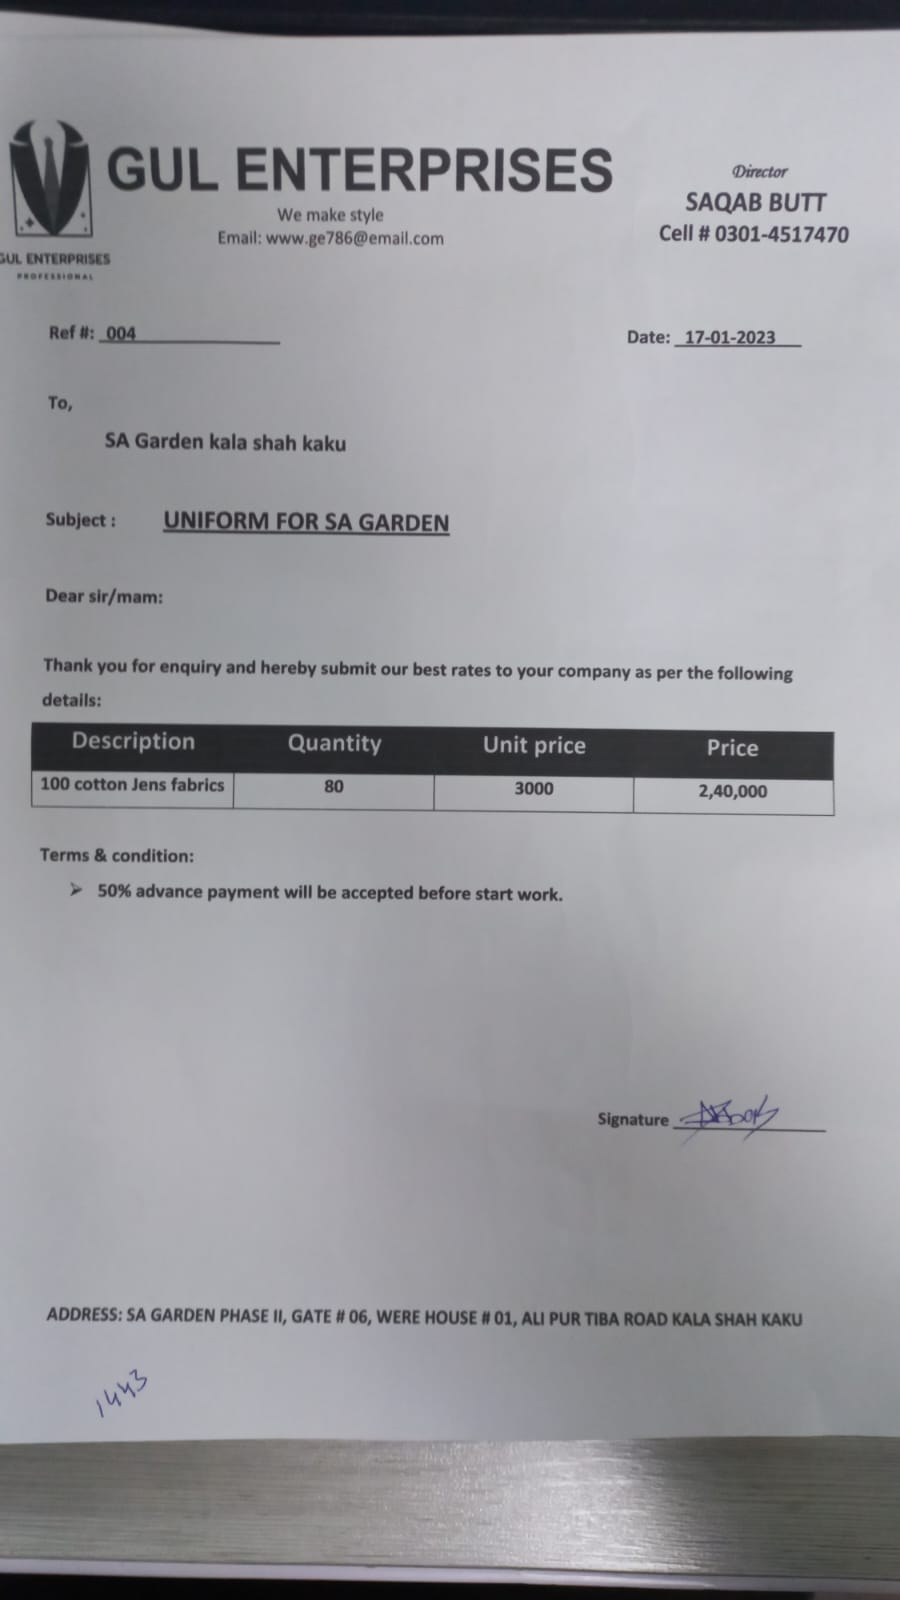 GUL ENTERPRISES
We make style
Email: www.ge786@email.com
GUL ENTERPRISES
PROFESSIONAL
Director
SAQAB BUTT
Cell # 0301-4517470
Ref #: 004
Date: 17-01-2023
To,
SA Garden kala shah kaku
Subject : UNIFORM FOR SA GARDEN
Dear sir/mam:
Thank you for enquiry and hereby submit our best rates to your company as per the following
details:
Description Quantity Unit price Price
100 cotton Jens fabrics 80 3000 2,40,000
Terms & condition:
➢ 50% advance payment will be accepted before start work.
Signature
ADDRESS: SA GARDEN PHASE II, GATE # 06, WERE HOUSE # 01, ALI PUR TIBA ROAD KALA SHAH KAKU
1443